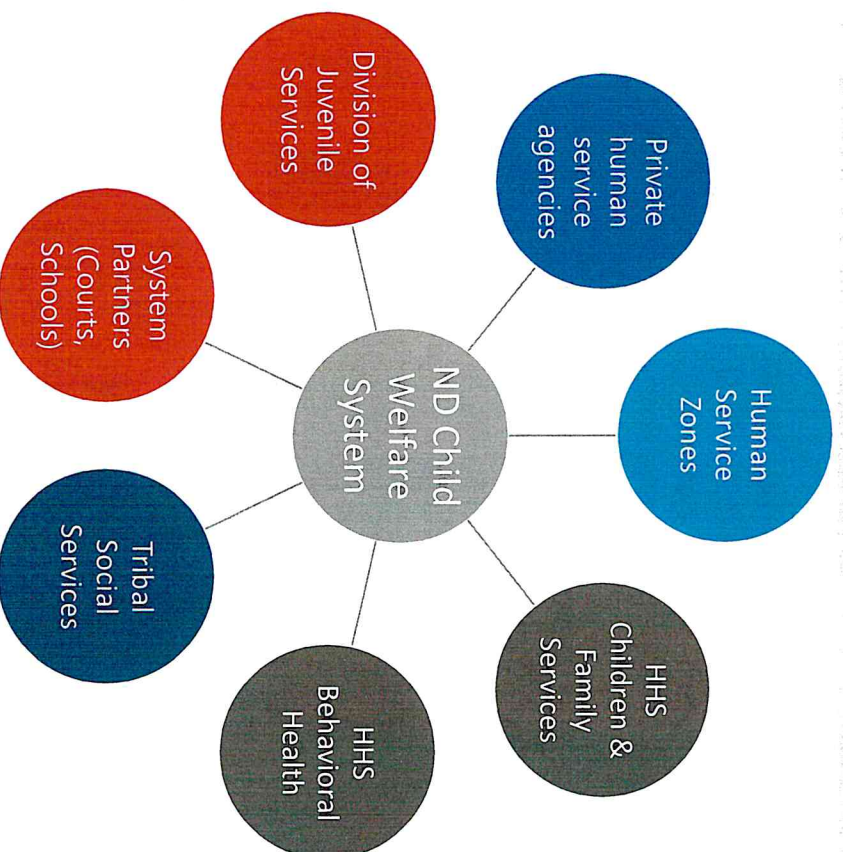 ND Child
Welfare
System
Human
Service
Zones
HHS
Children &
Family
Services
HHS
Behavioral
Health
Tribal
Social
Services
System
Partners
(Courts,
Schools)
Division of
Juvenile
Services
Private
human
service
agencies